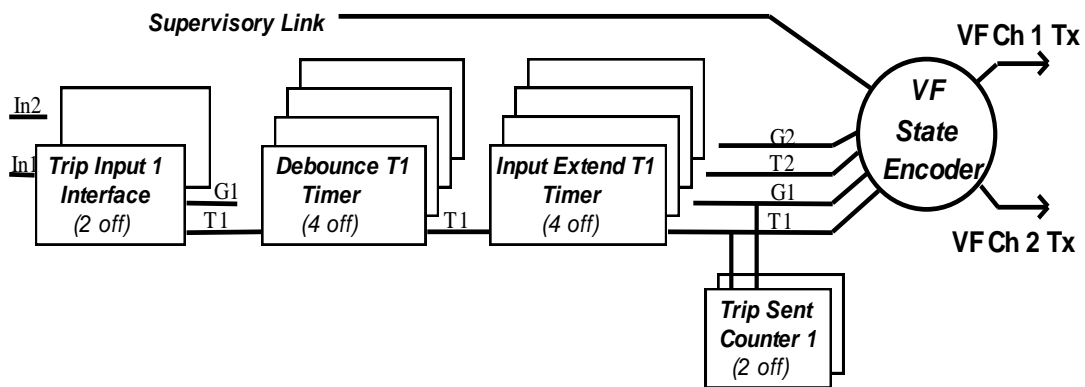 Supervisory Link
VF Ch 1 Tx
In2
In1
Trip Input 1
Interface
(2 off)
G1
T1
Debounce T1
Timer
(4 off)
T1
Input Extend T1
Timer
(4 off)
G2
T2
G1
T1
VF
State
Encoder
VF Ch 2 Tx
Trip Sent
Counter 1
(2 off)